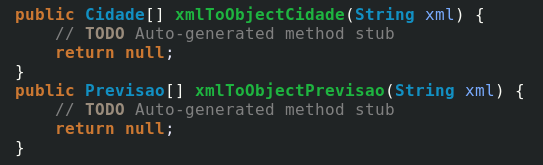 public Cidade[] xmlToObjectCidade(String xml) {
    // TODO Auto-generated method stub
    return null;
}
public Previsao[] xmlToObjectPrevisao(String xml) {
    // TODO Auto-generated method stub
    return null;
}